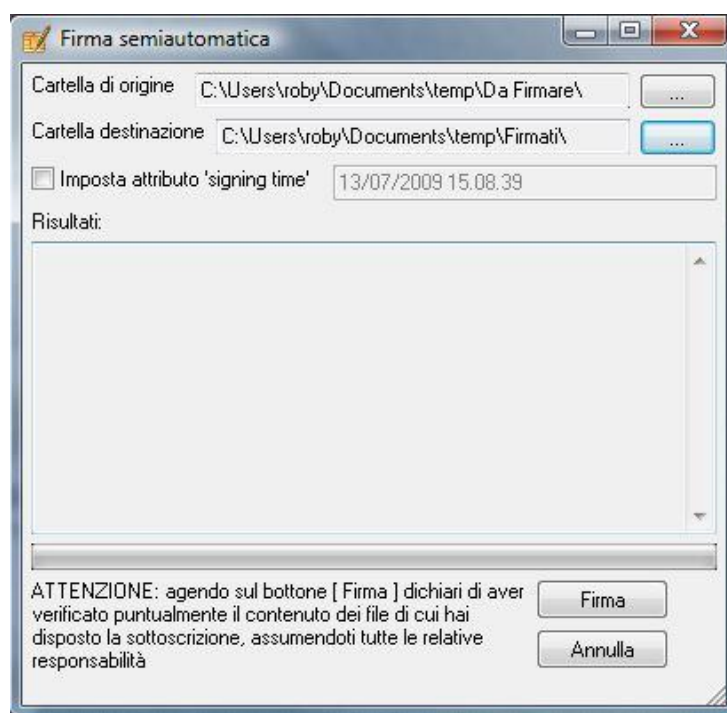 Firma semiautomatica
Cartella di origine C:\Users\roby\Documents\temp\Da Firmare\ ...
Cartella destinazione C:\Users\roby\Documents\temp\Firmati\ ...
Imposta attributo 'signing time' 13/07/2009 15.08.39
Risultati:
ATTENZIONE: agendo sul bottone [ Firma ] dichiari di aver
verificato puntualmente il contenuto dei file di cui hai
disposto la sottoscrizione, assumendoti tutte le relative
responsabilità
Firma
Annulla